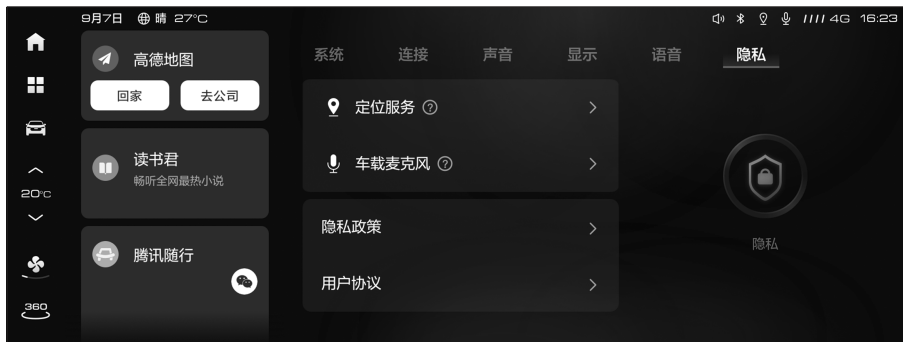 9月7日 晴 27°C 4G 16:23
高德地图
回家 去公司
读书君
畅听全网最热小说
腾讯随行
20°C
360
系统 连接 声音 显示 语音 隐私
定位服务 ?
车载麦克风 ?
隐私政策
用户协议
隐私